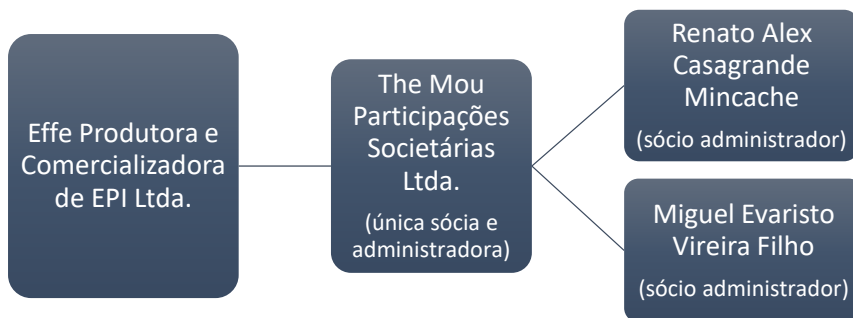 Effe Produtora e
Comercializadora
de EPI Ltda.
The Mou
Participações
Societárias
Ltda.
(única sócia e
administradora)
Renato Alex
Casagrande
Mincache
(sócio administrador)
Miguel Evaristo
Vireira Filho
(sócio administrador)